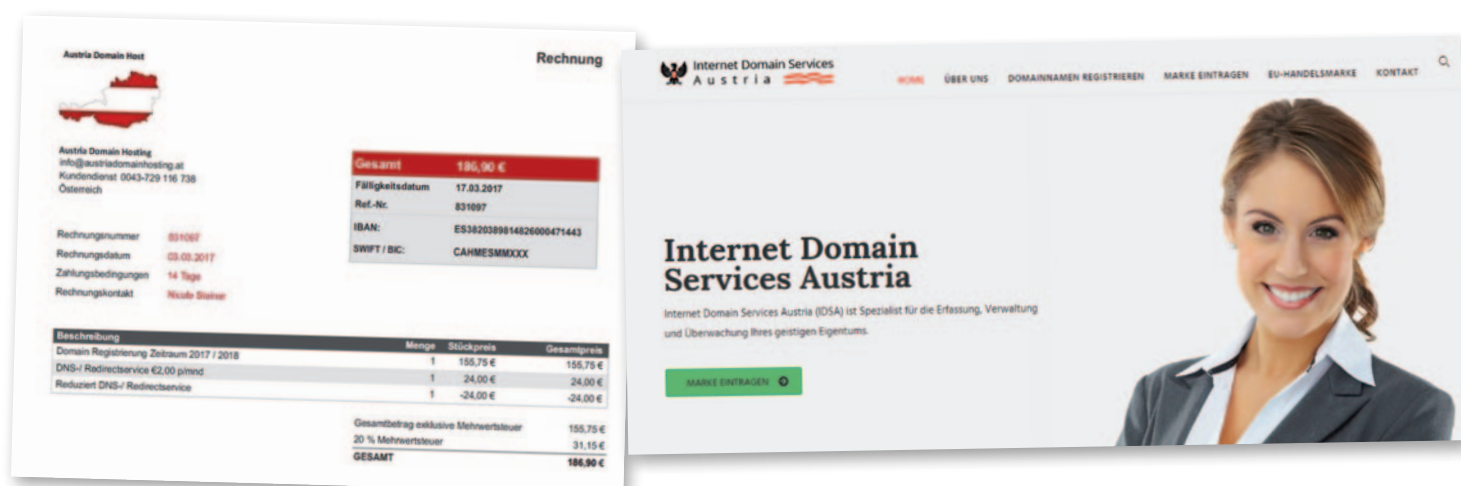 Austria Domain Host
Rechnung
Austria Domain Hosting
info@austriadomainhosting.at
Kundendienst 0043-729 116 738
Österreich
Gesamt 186,90 €
Fälligkeitsdatum 17.03.2017
Ref.-Nr. 831097
IBAN: ES3820389814826000471443
SWIFT / BIC: CAHMESMMXXX
Rechnungsnummer 831097
Rechnungsdatum 03.03.2017
Zahlungsbedingungen 14 Tage
Rechnungskontakt Nicole Steiner
Beschreibung Menge Stückpreis Gesamtpreis
Domain Registrierung Zeitraum 2017 / 2018 1 155,75 € 155,75 €
DNS-/ Redirectservice €2,00 p/mnd 1 24,00 € 24,00 €
Reduziert DNS-/ Redirectservice 1 -24,00 € -24,00 €
Gesamtbetrag exklusive Mehrwertsteuer 155,75 €
20 % Mehrwertsteuer 31,15 €
GESAMT 186,90 €
Internet Domain Services
Austria
HOME ÜBER UNS DOMAINNAMEN REGISTRIEREN MARKE EINTRAGEN EU-HANDELSMARKE KONTAKT
Internet Domain
Services Austria
Internet Domain Services Austria (IDSA) ist Spezialist für die Erfassung, Verwaltung
und Überwachung Ihres geistigen Eigentums.
MARKE EINTRAGEN